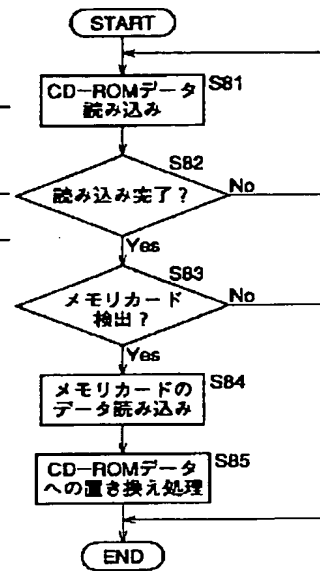 START
CD-ROMデータ S81
読み込み
S82
読み込み完了? No
Yes
S83
メモリカード No
検出?
Yes
メモリカードの S84
データ読み込み
CD-ROMデータ S85
への置き換え処理
END